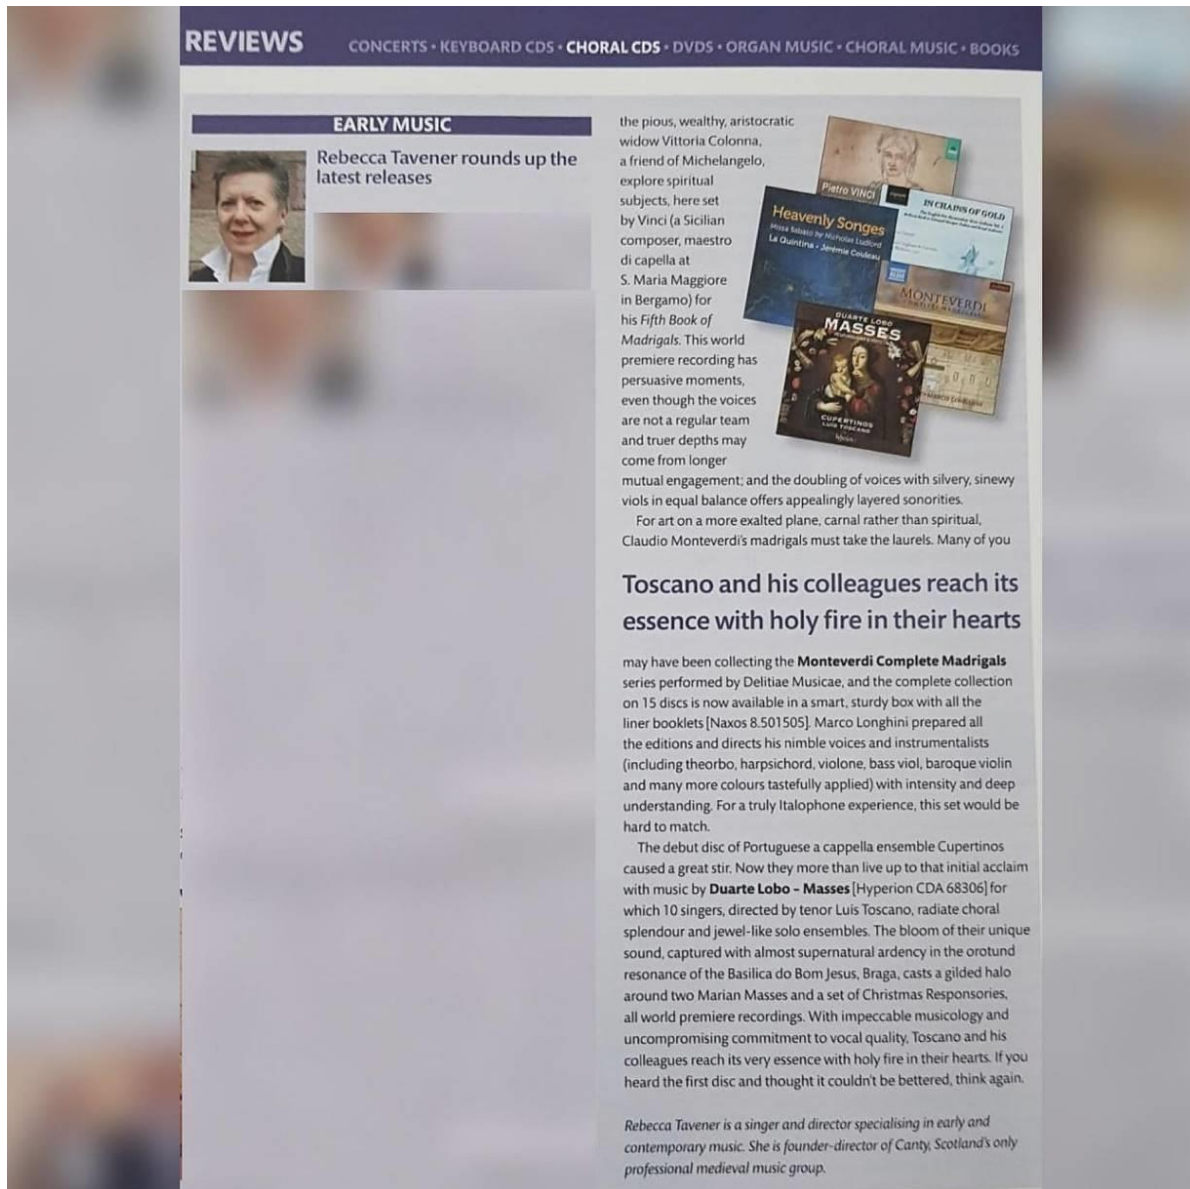 REVIEWS
CONCERTS • KEYBOARD CDS • CHORAL CDS • DVDS • ORGAN MUSIC • CHORAL MUSIC • BOOKS
EARLY MUSIC
Rebecca Tavener rounds up the
latest releases
the pious, wealthy, aristocratic
widow Vittoria Colonna,
a friend of Michelangelo,
explore spiritual
subjects, here set
by Vinci (a Sicilian
composer, maestro
di capella at
S. Maria Maggiore
in Bergamo) for
his Fifth Book of
Madrigals. This world
premiere recording has
persuasive moments,
even though the voices
are not a regular team
and truer depths may
come from longer
mutual engagement; and the doubling of voices with silvery, sinewy
viols in equal balance offers appealingly layered sonorities.
For art on a more exalted plane, carnal rather than spiritual,
Claudio Monteverdi's madrigals must take the laurels. Many of you
Pietro VINCI
IN CHAINS OF GOLD
Heavenly Songes
Missa Sabato by Nicholas Ludford
La Quintina • Jérémie Couleau
MONTEVERDI
COMPLETE MADRIGALS
DUARTE LOBO
MASSES
CUPERTINOS
LUÍS TOSCANO
Toscano and his colleagues reach its
essence with holy fire in their hearts
may have been collecting the Monteverdi Complete Madrigals
series performed by Delitiae Musicae, and the complete collection
on 15 discs is now available in a smart, sturdy box with all the
liner booklets [Naxos 8.501505]. Marco Longhini prepared all
the editions and directs his nimble voices and instrumentalists
(including theorbo, harpsichord, violone, bass viol, baroque violin
and many more colours tastefully applied) with intensity and deep
understanding. For a truly Italophone experience, this set would be
hard to match.
The debut disc of Portuguese a cappella ensemble Cupertinos
caused a great stir. Now they more than live up to that initial acclaim
with music by Duarte Lobo – Masses [Hyperion CDA 68306] for
which 10 singers, directed by tenor Luis Toscano, radiate choral
splendour and jewel-like solo ensembles. The bloom of their unique
sound, captured with almost supernatural ardency in the orotund
resonance of the Basilica do Bom Jesus, Braga, casts a gilded halo
around two Marian Masses and a set of Christmas Responsories,
all world premiere recordings. With impeccable musicology and
uncompromising commitment to vocal quality, Toscano and his
colleagues reach its very essence with holy fire in their hearts. If you
heard the first disc and thought it couldn't be bettered, think again.
Rebecca Tavener is a singer and director specialising in early and
contemporary music. She is founder-director of Canty, Scotland's only
professional medieval music group.